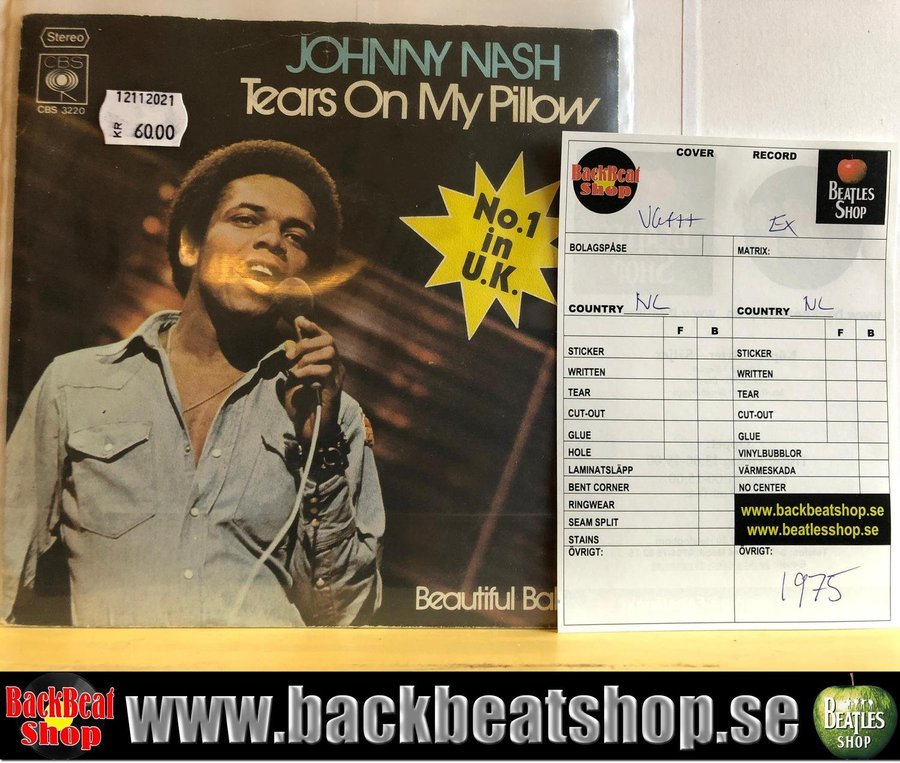 Stereo
CBS
CBS 3220
12112021
KR 60.00
JOHNNY NASH
Tears On My Pillow
No.1
in
U.K.
Beautiful Ba
COVER RECORD
BackBeat
Shop
BEATLES
SHOP
VG+++ Ex
BOLAGSPÅSE MATRIX:
COUNTRY NL COUNTRY NL
F B F B
STICKER STICKER
WRITTEN WRITTEN
TEAR TEAR
CUT-OUT CUT-OUT
GLUE GLUE
HOLE VINYLBUBBLOR
LAMINATSLÄPP VÄRMESKADA
BENT CORNER NO CENTER
RINGWEAR
SEAM SPLIT
STAINS
www.backbeatshop.se
www.beatlesshop.se
ÖVRIGT: ÖVRIGT:
1975
BackBeat
Shop
www.backbeatshop.se
BEATLES
SHOP